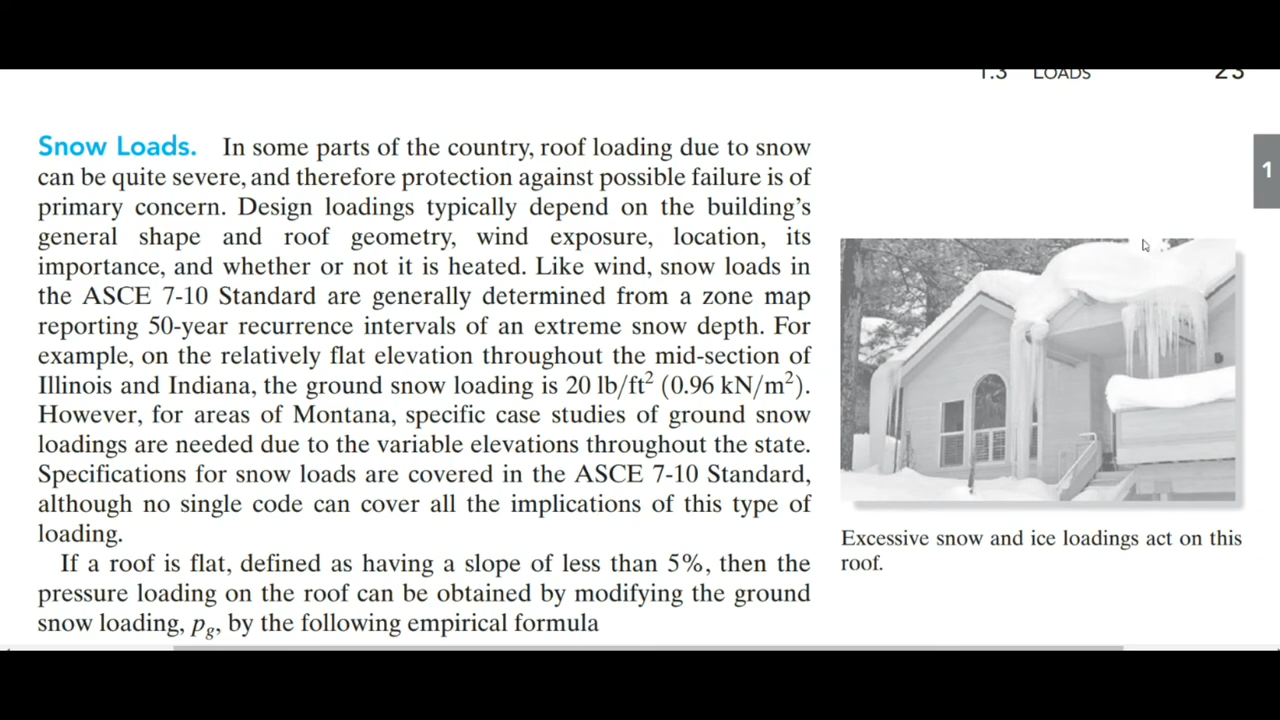 1.3 LOADS 23
Snow Loads. In some parts of the country, roof loading due to snow
can be quite severe, and therefore protection against possible failure is of
primary concern. Design loadings typically depend on the building's
general shape and roof geometry, wind exposure, location, its
importance, and whether or not it is heated. Like wind, snow loads in
the ASCE 7-10 Standard are generally determined from a zone map
reporting 50-year recurrence intervals of an extreme snow depth. For
example, on the relatively flat elevation throughout the mid-section of
Illinois and Indiana, the ground snow loading is 20 lb/ft² (0.96 kN/m²).
However, for areas of Montana, specific case studies of ground snow
loadings are needed due to the variable elevations throughout the state.
Specifications for snow loads are covered in the ASCE 7-10 Standard,
although no single code can cover all the implications of this type of
loading.
If a roof is flat, defined as having a slope of less than 5%, then the
pressure loading on the roof can be obtained by modifying the ground
snow loading, p_g, by the following empirical formula
1
Excessive snow and ice loadings act on this
roof.